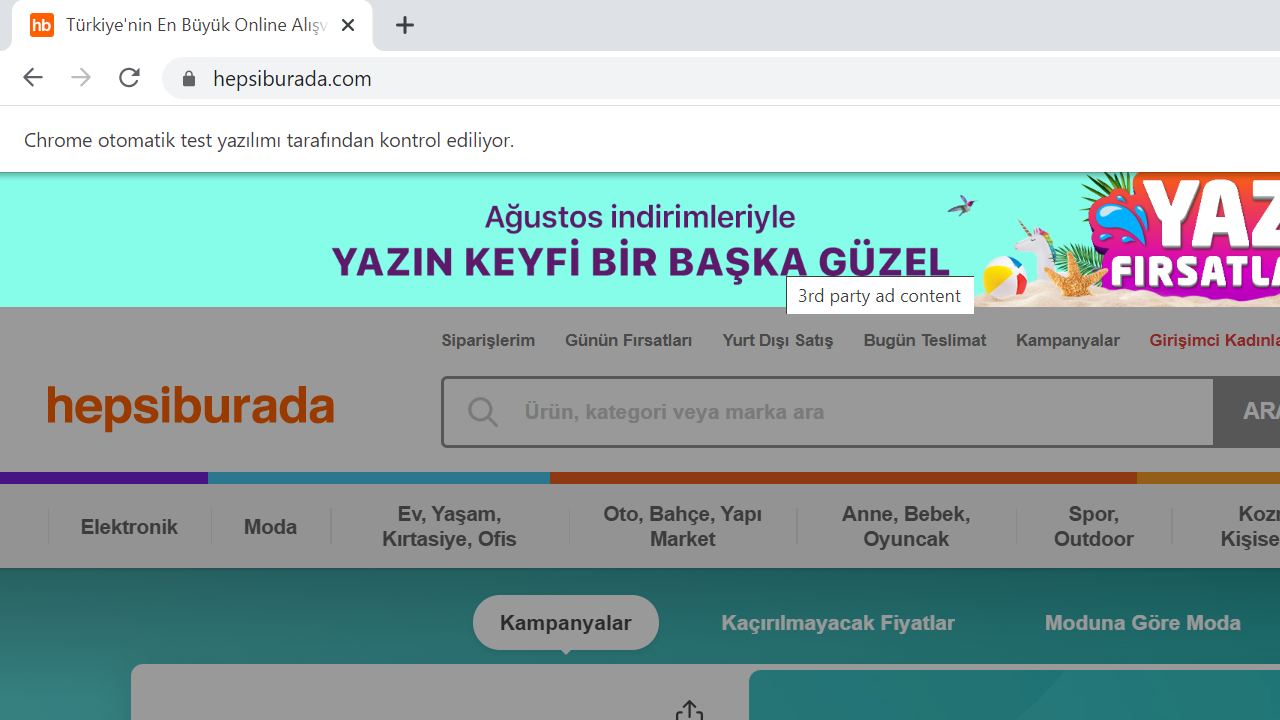 hb Türkiye'nin En Büyük Online Alışv
hepsiburada.com
Chrome otomatik test yazılımı tarafından kontrol ediliyor.
Ağustos indirimleriyle
YAZIN KEYFİ BİR BAŞKA GÜZEL
YAZ
FIRSATLA
3rd party ad content
Siparişlerim Günün Fırsatları Yurt Dışı Satış Bugün Teslimat Kampanyalar Girişimci Kadınla
hepsiburada
Ürün, kategori veya marka ara
ARA
Elektronik
Moda
Ev, Yaşam,
Kırtasiye, Ofis
Oto, Bahçe, Yapı
Market
Anne, Bebek,
Oyuncak
Spor,
Outdoor
Kozm
Kişise
Kampanyalar
Kaçırılmayacak Fiyatlar
Moduna Göre Moda